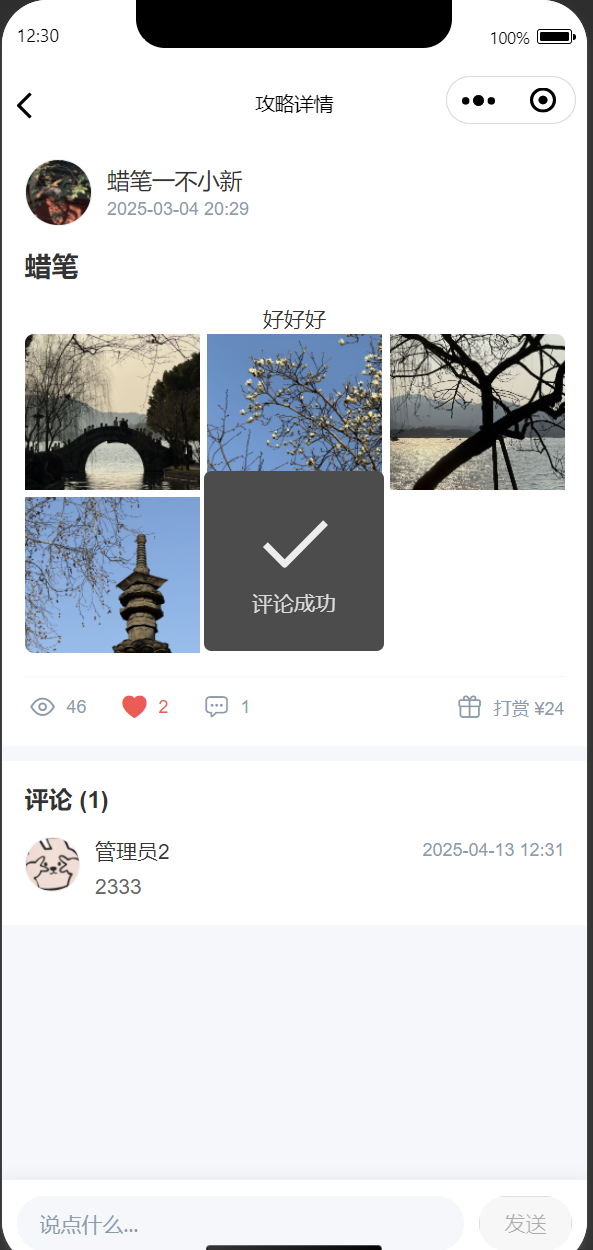 12:30
100%
攻略详情
蜡笔一不小新
2025-03-04 20:29
蜡笔
好好好
评论成功
46
2
1
打赏 ¥24
评论 (1)
管理员2
2025-04-13 12:31
2333
说点什么...
发送